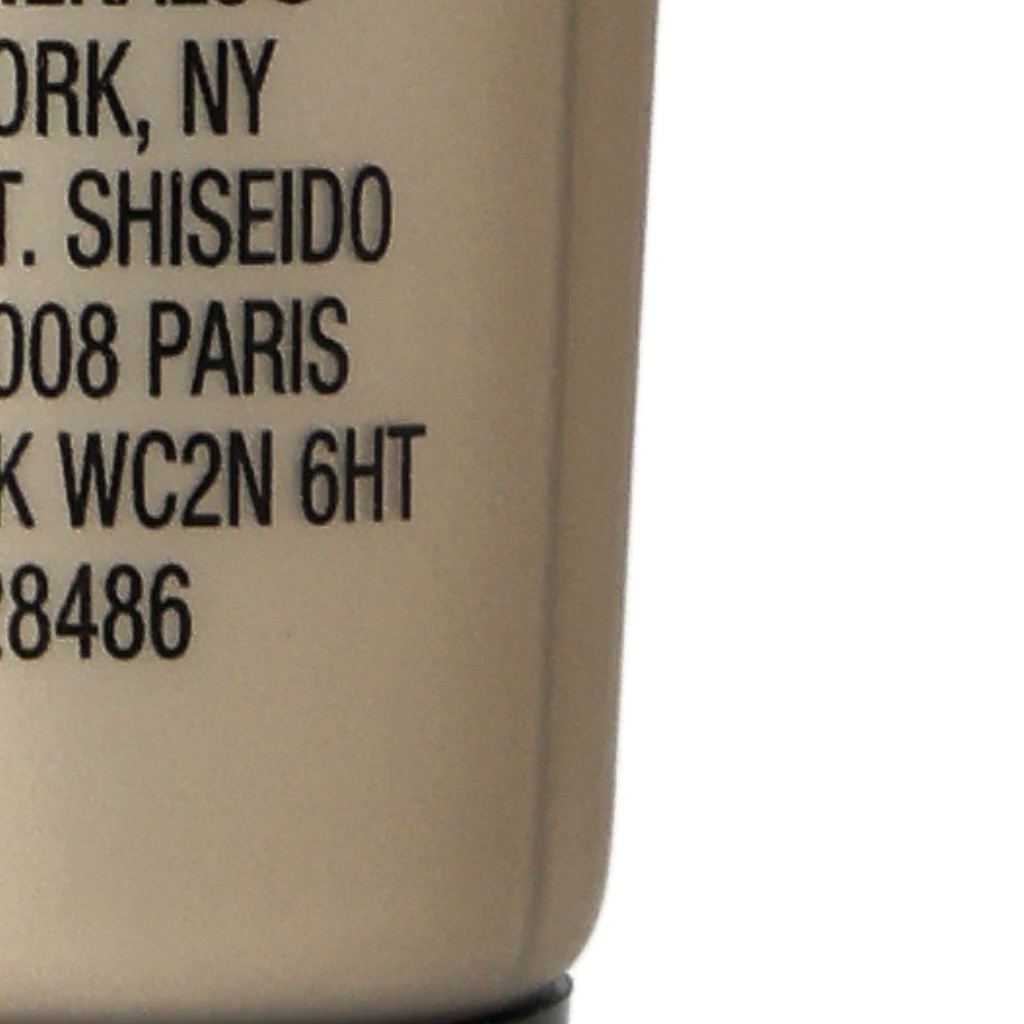 ORK, NY
T. SHISEIDO
008 PARIS
K WC2N 6HT
28486